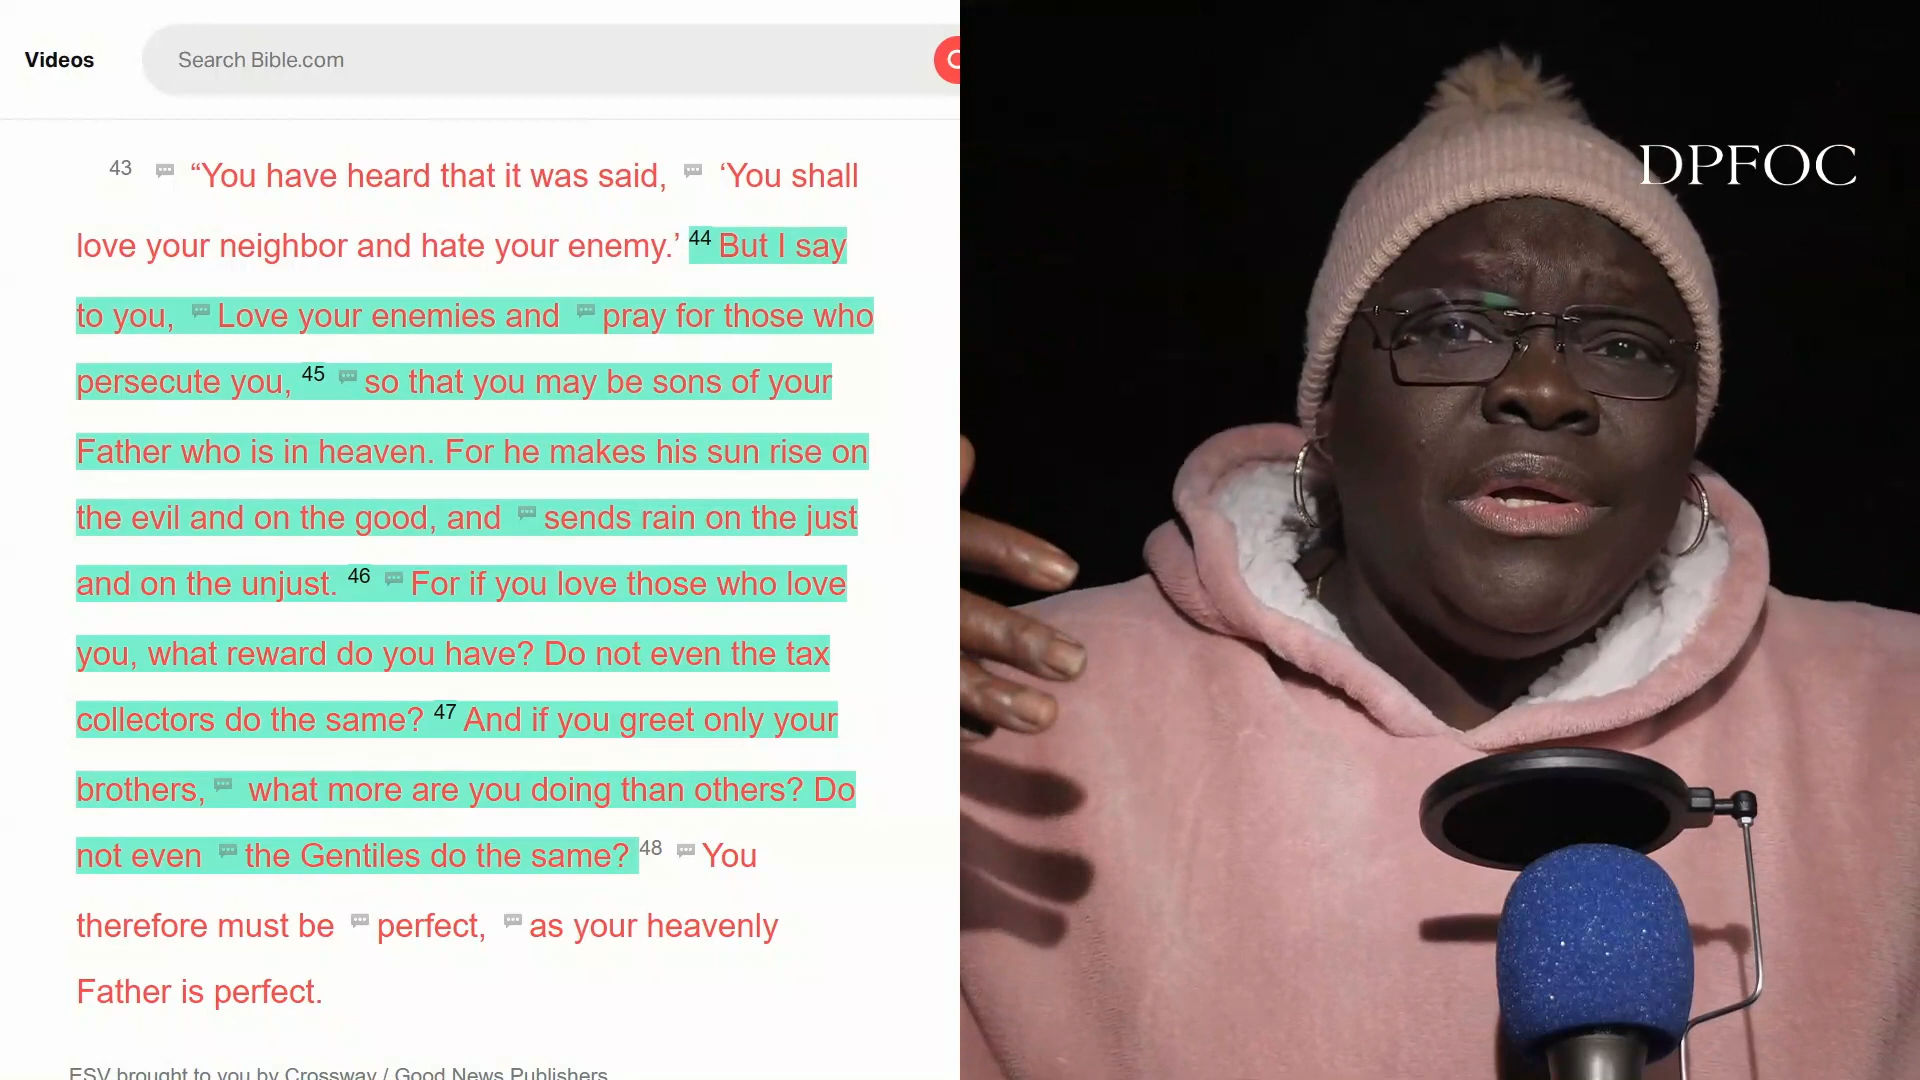 Videos
Search Bible.com
43 “You have heard that it was said, ‘You shall
love your neighbor and hate your enemy.’ 44 But I say
to you, Love your enemies and pray for those who
persecute you, 45 so that you may be sons of your
Father who is in heaven. For he makes his sun rise on
the evil and on the good, and sends rain on the just
and on the unjust. 46 For if you love those who love
you, what reward do you have? Do not even the tax
collectors do the same? 47 And if you greet only your
brothers, what more are you doing than others? Do
not even the Gentiles do the same? 48 You
therefore must be perfect, as your heavenly
Father is perfect.
ESV brought to you by Crossway / Good News Publishers
DPFOC